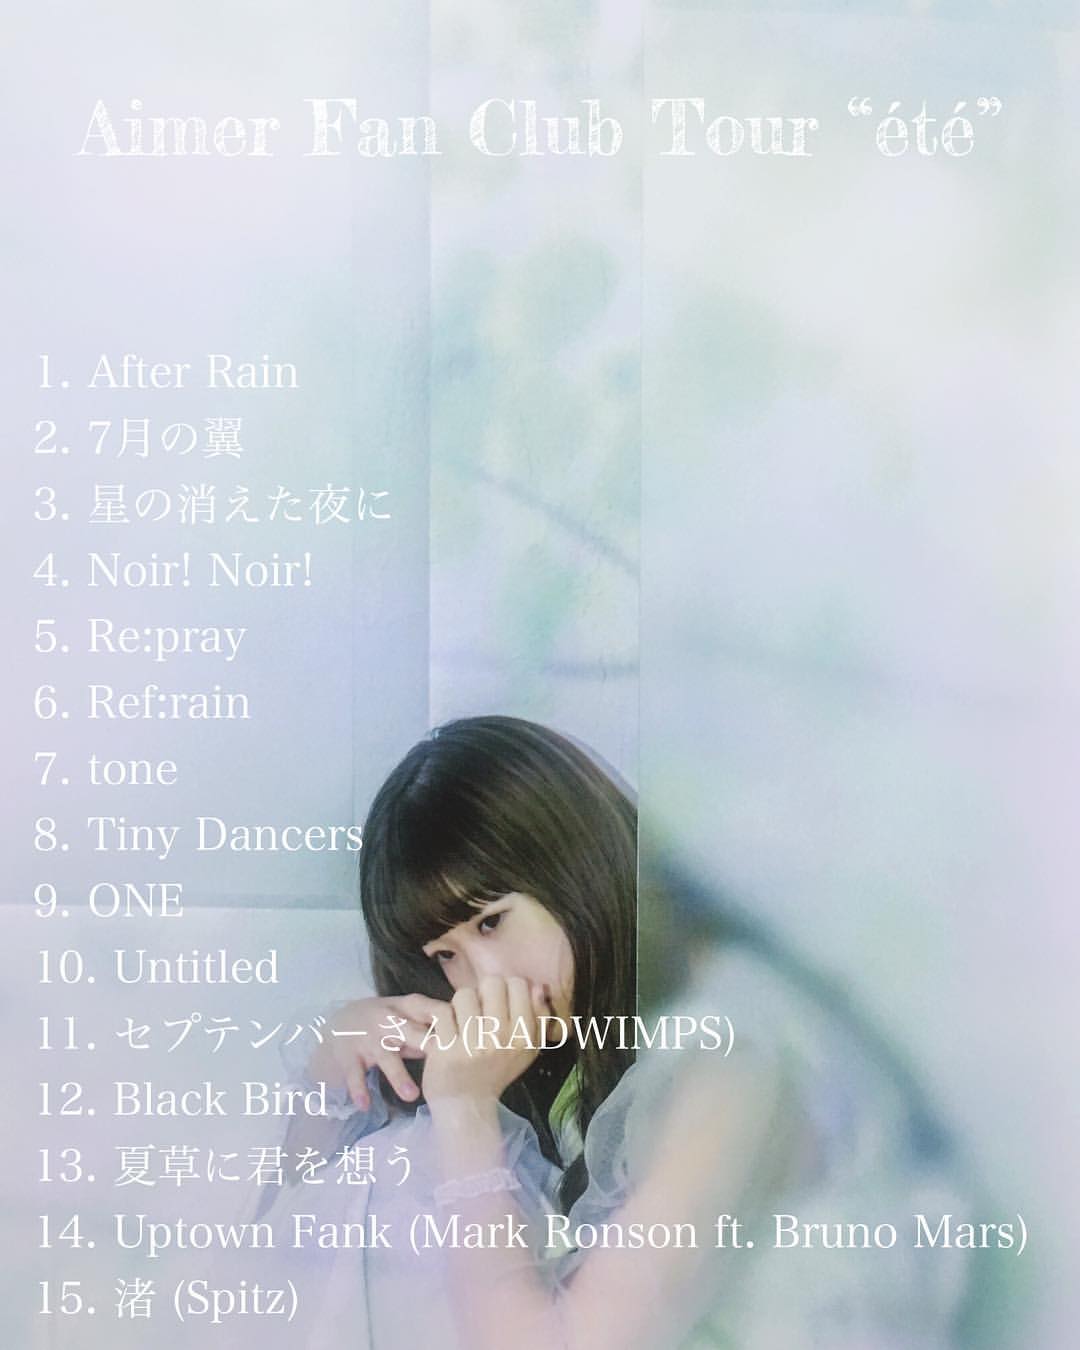 Aimer Fan Club Tour “été”
1. After Rain
2. 7月の翼
3. 星の消えた夜に
4. Noir! Noir!
5. Re:pray
6. Ref:rain
7. tone
8. Tiny Dancers
9. ONE
10. Untitled
11. セプテンバーさん(RADWIMPS)
12. Black Bird
13. 夏草に君を想う
14. Uptown Fank (Mark Ronson ft. Bruno Mars)
15. 渚 (Spitz)